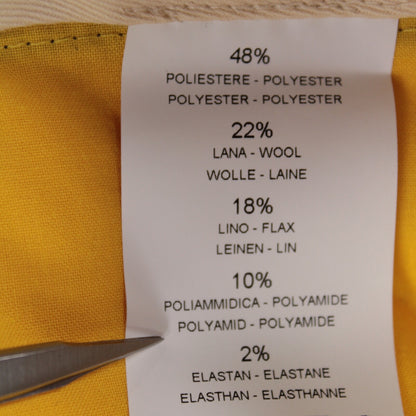 48%
POLIESTERE - POLYESTER
POLYESTER - POLYESTER
22%
LANA - WOOL
WOLLE - LAINE
18%
LINO - FLAX
LEINEN - LIN
10%
POLIAMMIDICA - POLYAMIDE
POLYAMID - POLYAMIDE
2%
ELASTAN - ELASTANE
ELASTHAN - ELASTHANNE